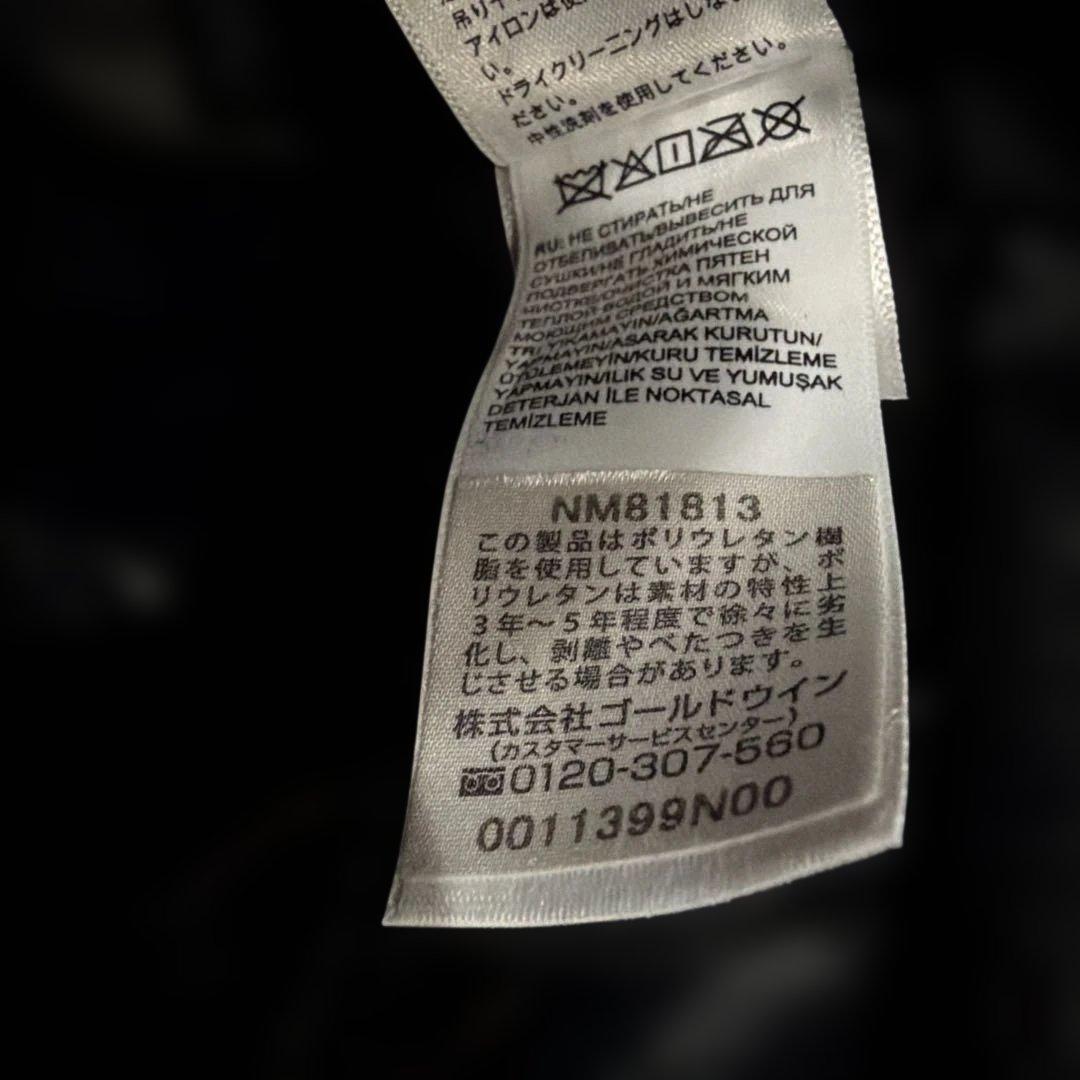 吊り干
アイロンは使
い。
ドライクリーニングはしな
ださい。
中性洗剤を使用してください。
RU: НЕ СТИРАТЬ/НЕ
ОТБЕЛИВАТЬ/ВЫВЕСИТЬ ДЛЯ
СУШКИ/НЕ ГЛАДИТЬ/НЕ
ПОДВЕРГАТЬ ХИМИЧЕСКОЙ
ЧИСТКЕ/ОЧИСТКА ПЯТЕН
ТЕПЛОЙ ВОДОЙ И МЯГКИМ
МОЮЩИМ СРЕДСТВОМ
TR: YIKAMAYIN/AĞARTMA
YAPMAYIN/ASARAK KURUTUN/
ÜTÜLEMEYİN/KURU TEMİZLEME
YAPMAYIN/ILIK SU VE YUMUŞAK
DETERJAN İLE NOKTASAL
TEMİZLEME
NM81813
この製品はポリウレタン樹
脂を使用していますが、ポ
リウレタンは素材の特性上
3年〜5年程度で徐々に劣
化し、剥離やべたつきを生
じさせる場合があります。
株式会社ゴールドウイン
(カスタマーサービスセンター)
0120-307-560
0011399N00